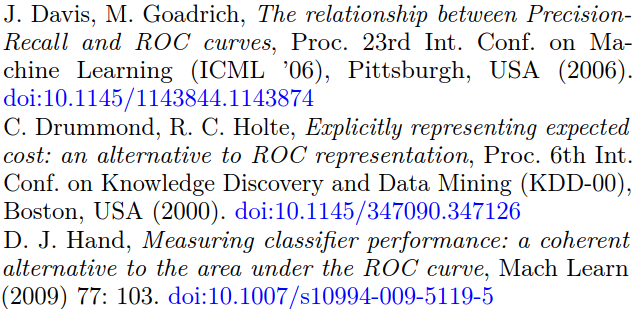 J. Davis, M. Goadrich, The relationship between Precision-
Recall and ROC curves, Proc. 23rd Int. Conf. on Ma-
chine Learning (ICML ’06), Pittsburgh, USA (2006).
doi:10.1145/1143844.1143874
C. Drummond, R. C. Holte, Explicitly representing expected
cost: an alternative to ROC representation, Proc. 6th Int.
Conf. on Knowledge Discovery and Data Mining (KDD-00),
Boston, USA (2000). doi:10.1145/347090.347126
D. J. Hand, Measuring classifier performance: a coherent
alternative to the area under the ROC curve, Mach Learn
(2009) 77: 103. doi:10.1007/s10994-009-5119-5